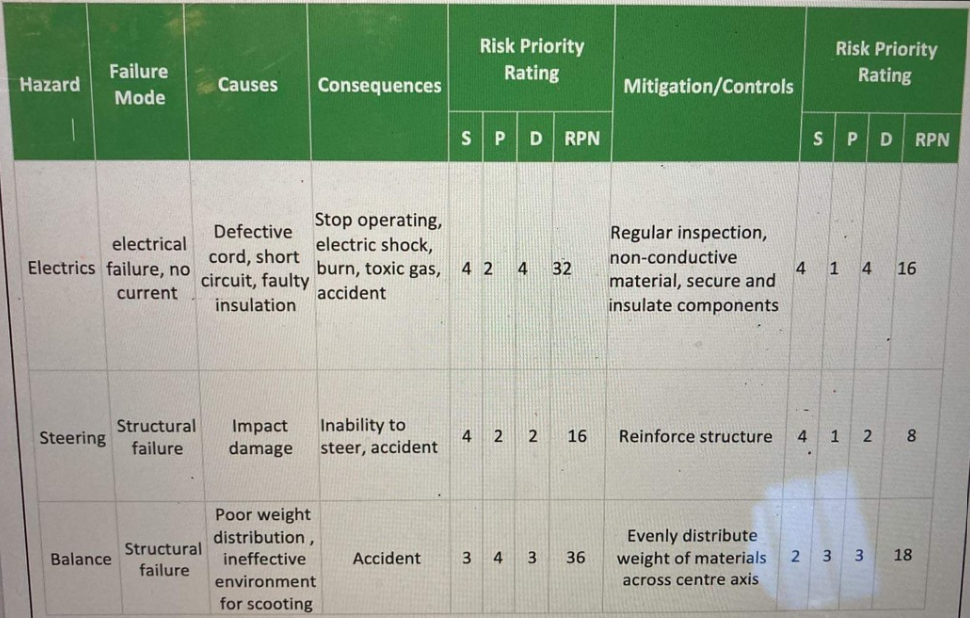 Hazard
Failure
Mode
Causes
Consequences
Risk Priority
Rating
S P D RPN
Mitigation/Controls
Risk Priority
Rating
S P D RPN
Electrics
electrical
failure, no
current
Defective
cord, short
circuit, faulty
insulation
Stop operating,
electric shock,
burn, toxic gas,
accident
4 2 4 32
Regular inspection,
non-conductive
material, secure and
insulate components
4 1 4 16
Steering
Structural
failure
Impact
damage
Inability to
steer, accident
4 2 2 16
Reinforce structure
4 1 2 8
Balance
Structural
failure
Poor weight
distribution ,
ineffective
environment
for scooting
Accident
3 4 3 36
Evenly distribute
weight of materials
across centre axis
2 3 3 18